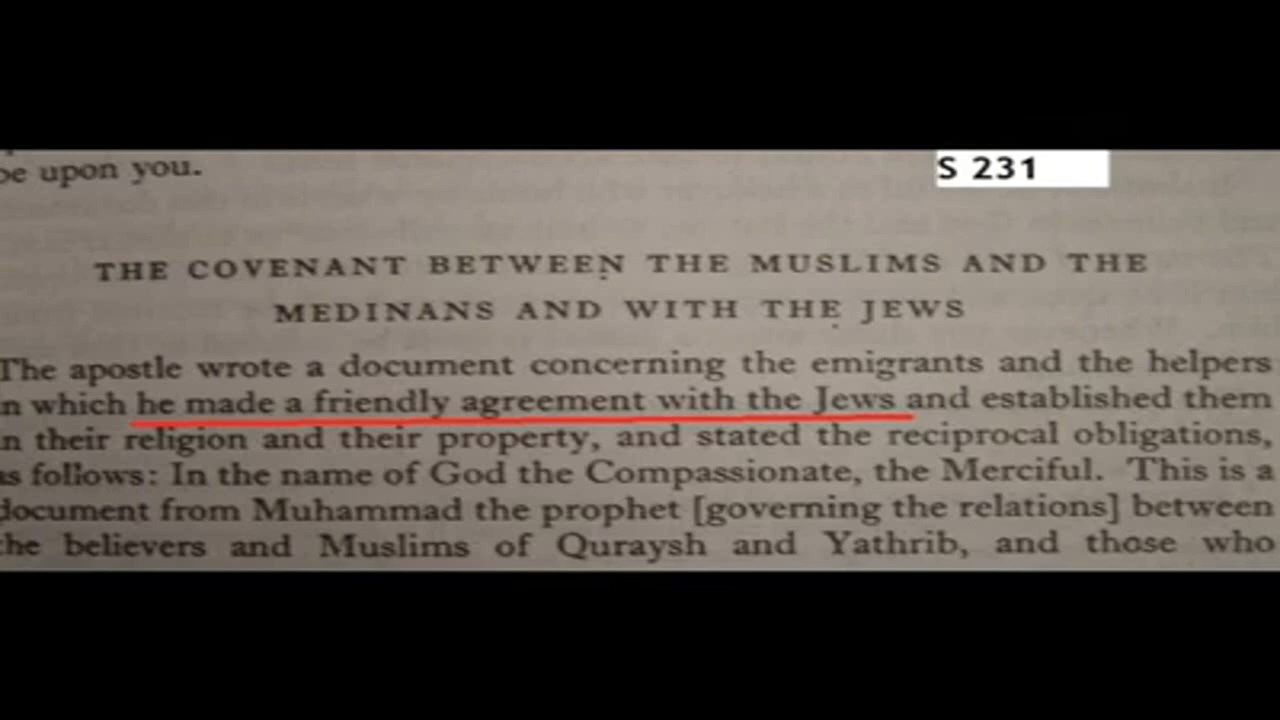 be upon you.
S 231
THE COVENANT BETWEEN THE MUSLIMS AND THE
MEDINANS AND WITH THE JEWS
The apostle wrote a document concerning the emigrants and the helpers
in which he made a friendly agreement with the Jews and established them
in their religion and their property, and stated the reciprocal obligations,
as follows: In the name of God the Compassionate, the Merciful. This is a
document from Muhammad the prophet [governing the relations] between
the believers and Muslims of Quraysh and Yathrib, and those who